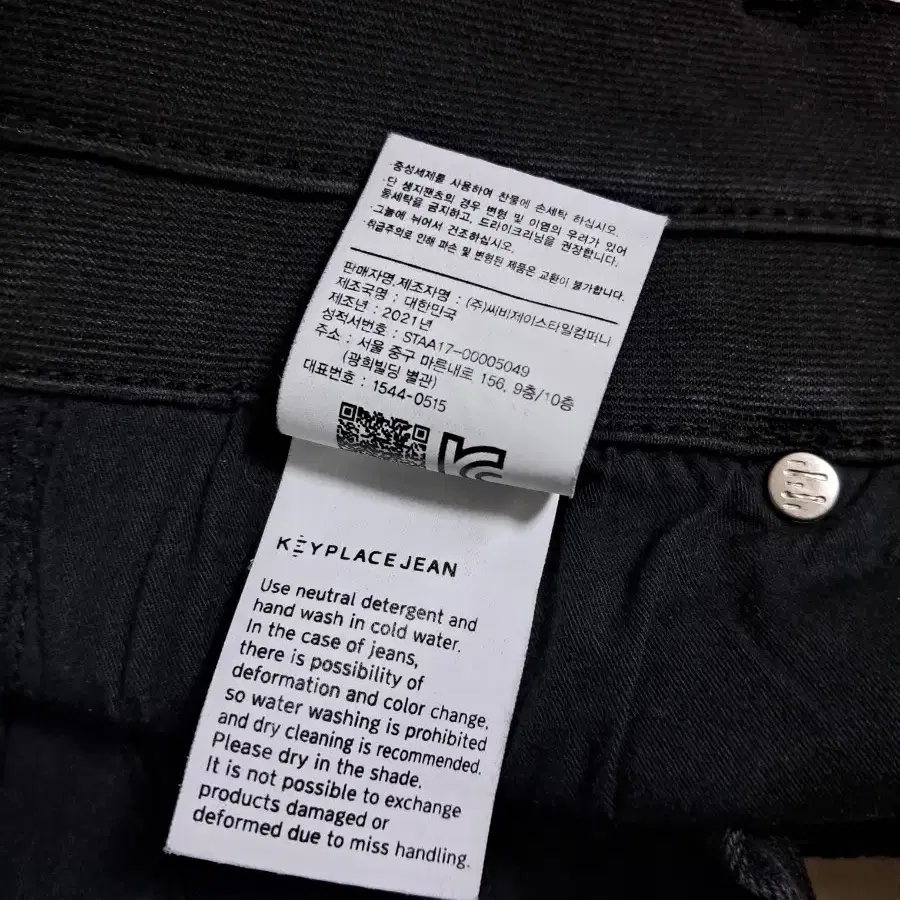 ·중성세제를 사용하여 찬물에 손세탁 하십시오.
·단 생지팬츠의 경우 변형 및 이염의 우려가 있어
물세탁을 금지하고, 드라이크리닝을 권장합니다.
·그늘에 뉘어서 건조하십시오.
·취급주의로 인해 파손 및 변형된 제품은 교환이 불가합니다.
판매자명,제조자명 : (주)씨비제이스타일컴퍼니
제조국명 : 대한민국
제조년 : 2021년
성적서번호 : STAA17-00005049
주소 : 서울 중구 마른내로 156, 9층/10층
(광희빌딩 별관)
대표번호 : 1544-0515
KEYPLACEJEAN
Use neutral detergent and
hand wash in cold water.
In the case of jeans,
there is possibility of
deformation and color change,
so water washing is prohibited
and dry cleaning is recommended.
Please dry in the shade.
It is not possible to exchange
products damaged or
deformed due to miss handling.